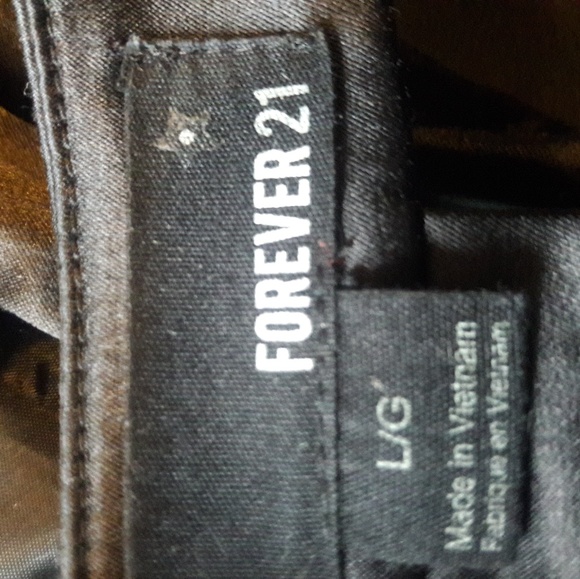 FOREVER 21
L/G
Made in Vietnam
Fabriqué en Vietnam